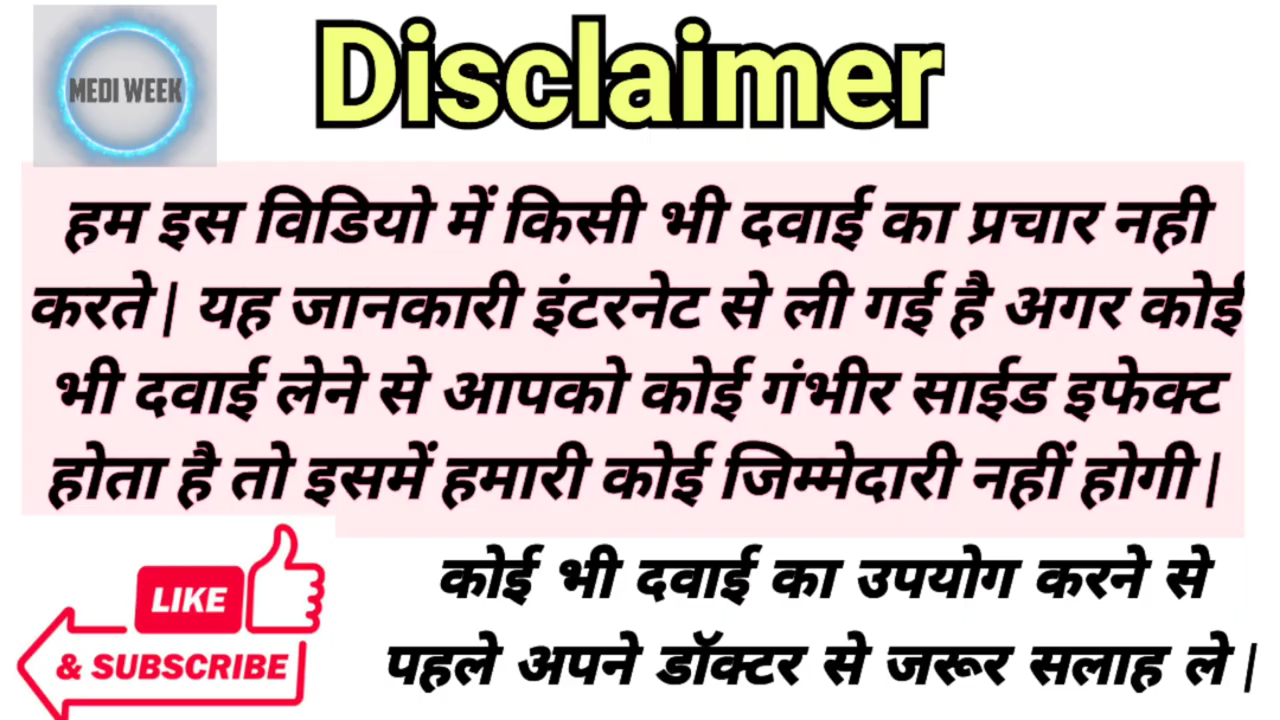 MEDI WEEK
Disclaimer
हम इस विडियो में किसी भी दवाई का प्रचार नही
करते| यह जानकारी इंटरनेट से ली गई है अगर कोई
भी दवाई लेने से आपको कोई गंभीर साईड इफेक्ट
होता है तो इसमें हमारी कोई जिम्मेदारी नहीं होगी|
कोई भी दवाई का उपयोग करने से
पहले अपने डॉक्टर से जरूर सलाह ले|
LIKE
& SUBSCRIBE